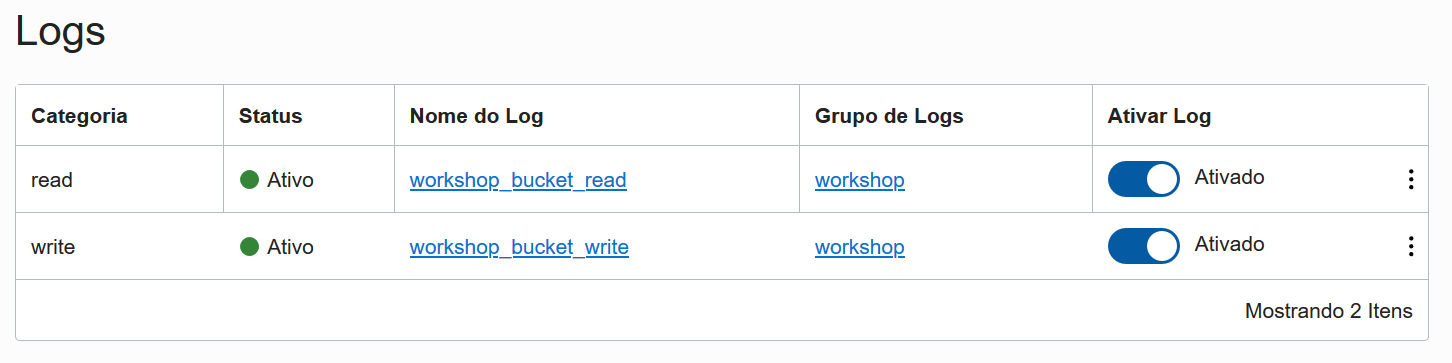 Logs
Categoria Status Nome do Log Grupo de Logs Ativar Log
read Ativo workshop_bucket_read workshop Ativado
write Ativo workshop_bucket_write workshop Ativado
Mostrando 2 Itens